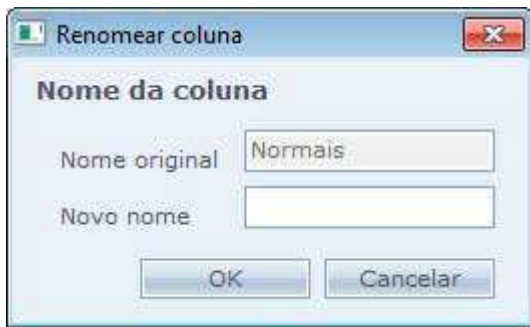 Renomear coluna
Nome da coluna
Nome original Normais
Novo nome
OK Cancelar